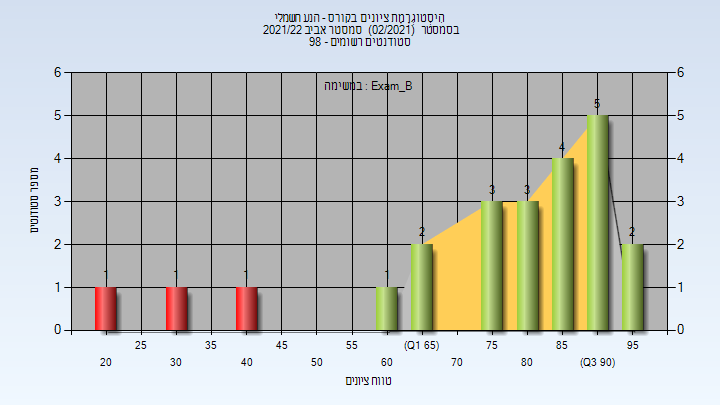 היסטוגרמת ציונים בקורס - הנע חשמלי
בסמסטר (02/2021) סמסטר אביב 2021/22
סטודנטים רשומים - 98
במשימה : Exam_B
מספר סטודנטים
6 6
5 5
4 4
3 3
2 2
1 1
0 0
1 1 1 1 2 3 3 4 5 2
25 35 45 55 (Q1 65) 75 85 95
20 30 40 50 60 70 80 (Q3 90)
טווח ציונים